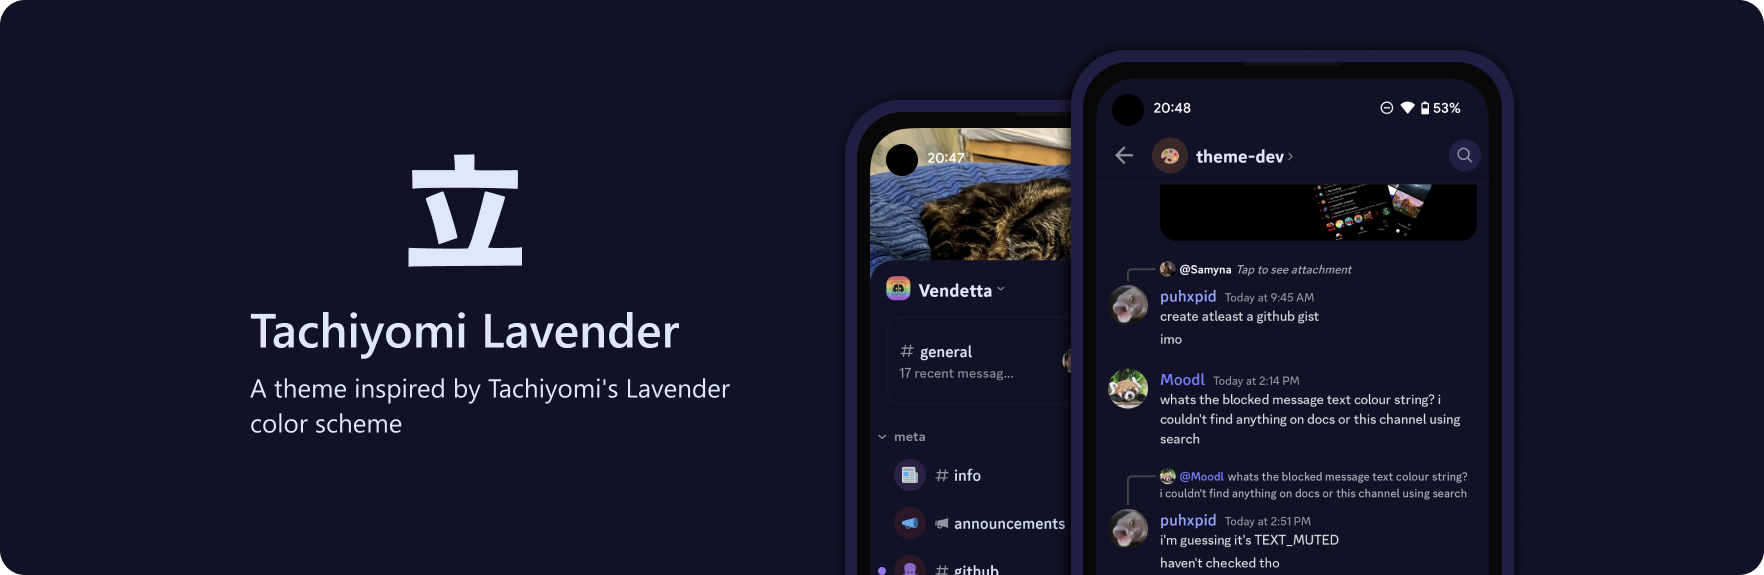 立
Tachiyomi Lavender
A theme inspired by Tachiyomi's Lavender
color scheme
20:47
Vendetta
# general
17 recent messag...
meta
# info
announcements
# github
20:48
53%
theme-dev
@Samyna Tap to see attachment
puhxpid Today at 9:45 AM
create atleast a github gist
imo
Moodl Today at 2:14 PM
whats the blocked message text colour string? i
couldn't find anything on docs or this channel using
search
@Moodl whats the blocked message text colour string?
i couldn't find anything on docs or this channel using search
puhxpid Today at 2:51 PM
i'm guessing it's TEXT_MUTED
haven't checked tho